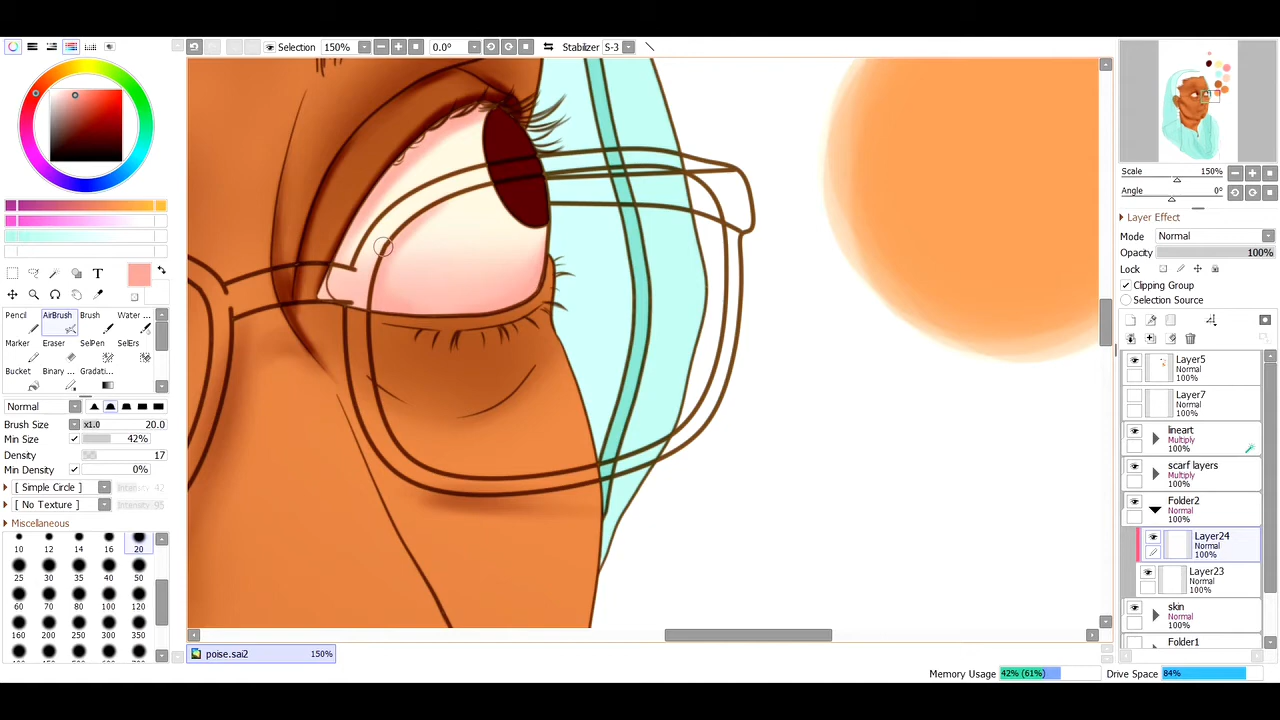 Selection 150% 0.0° Stabilizer S-3
T
Pencil AirBrush Brush Water ...
Marker Eraser SelPen SelErs
Bucket Binary ... Gradati...
Normal
Brush Size x1.0 20.0
Min Size 42%
Density 17
Min Density 0%
[ Simple Circle ] Intensity 42
[ No Texture ] Intensity 95
Miscellaneous
10 12 14 16 20
25 30 35 40 50
60 70 80 100 120
160 200 250 300 350
poise.sai2 150%
Memory Usage 42% (61%) Drive Space 84%
Scale 150%
Angle 0°
Layer Effect
Mode Normal
Opacity 100%
Lock
Clipping Group
Selection Source
Layer5
Normal
100%
Layer7
Normal
100%
lineart
Multiply
100%
scarf layers
Multiply
100%
Folder2
Normal
100%
Layer24
Normal
100%
Layer23
Normal
100%
skin
Multiply
100%
Folder1